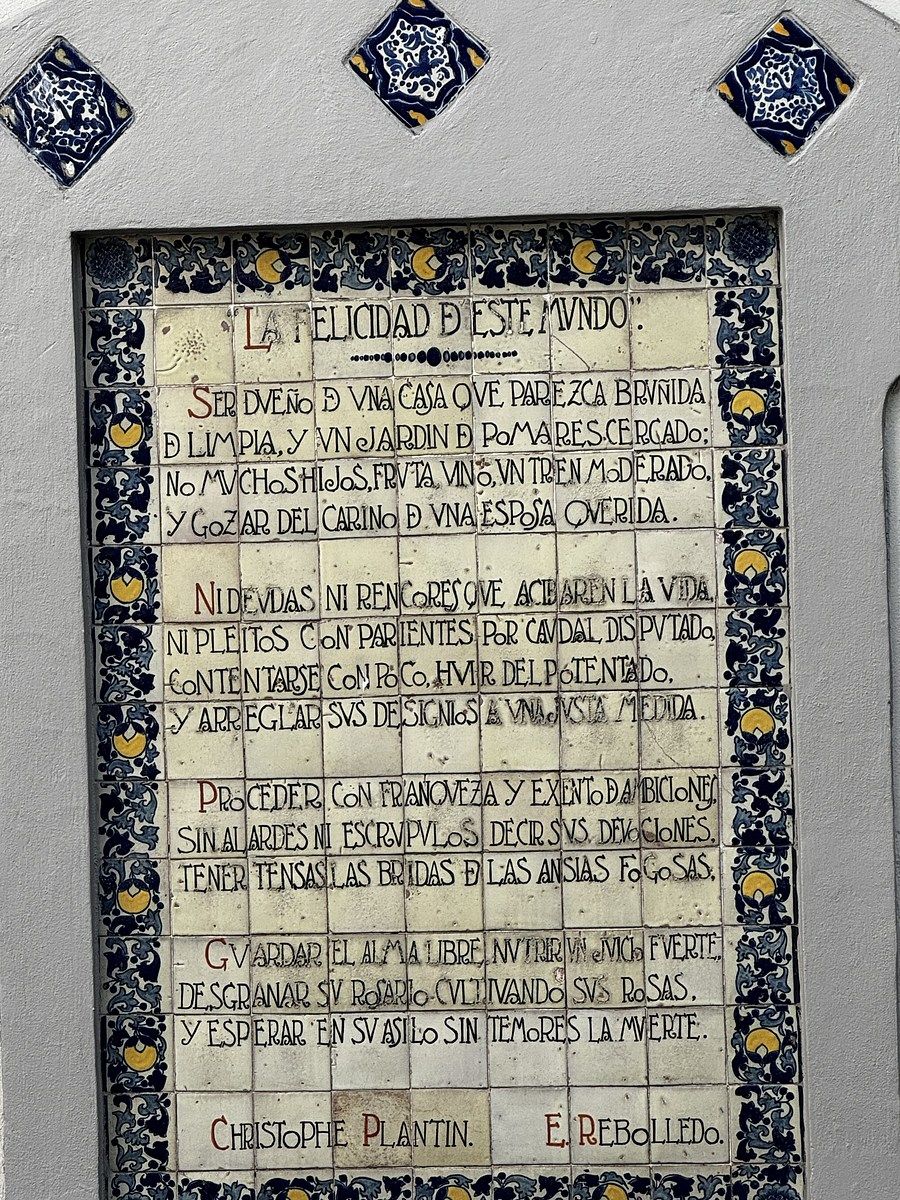 "LA FELICIDAD Đ ESTE MVNDO".
SER DVEÑO Đ VNA CASA QVE PAREZCA BRVÑIDA
Đ LIMPIA, Y VN JARDIN Đ POMARES.CERCADO;
NO MVCHOS HIJOS, FRVTA, VINO, VN TREN MODERADO,
Y GOZAR DEL CARINO Đ VNA ESPOSA QVERIDA.
NI DEVDAS NI RENCORES QVE ACIBAREN LA VIDA,
NI PLEITOS CON PARIENTES POR CAVDAL DISPVTADO,
CONTENTARSE CON POCO, HVIR DEL POTENTADO,
Y ARREGLAR SVS DESIGNIOS A VNA JVSTA MEDIDA.
PROCEDER CON FRANQVEZA Y EXENTO Đ AMBICIONES,
SIN ALARDES NI ESCRVPVLOS DECIR SVS DEVOCIONES,
TENER TENSAS LAS BRIDAS Đ LAS ANSIAS FOGOSAS.
GVARDAR EL ALMA LIBRE, NVTRIR VN JVICIO FVERTE,
DESGRANAR SV ROSARIO CVLTIVANDO SVS ROSAS,
Y ESPERAR EN SV ASILO SIN TEMORES LA MVERTE.
CHRISTOPHE PLANTIN. E. REBOLLEDO.